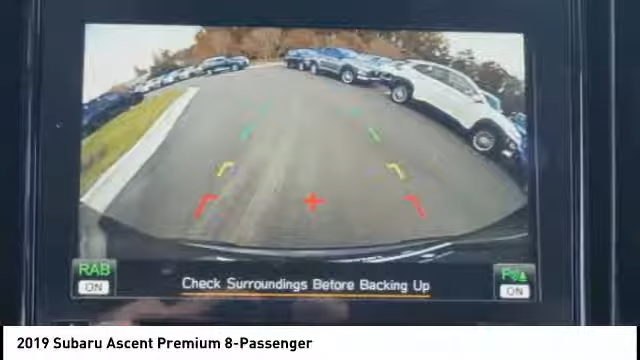 RAB
ON
Check Surroundings Before Backing Up
ON
2019 Subaru Ascent Premium 8-Passenger